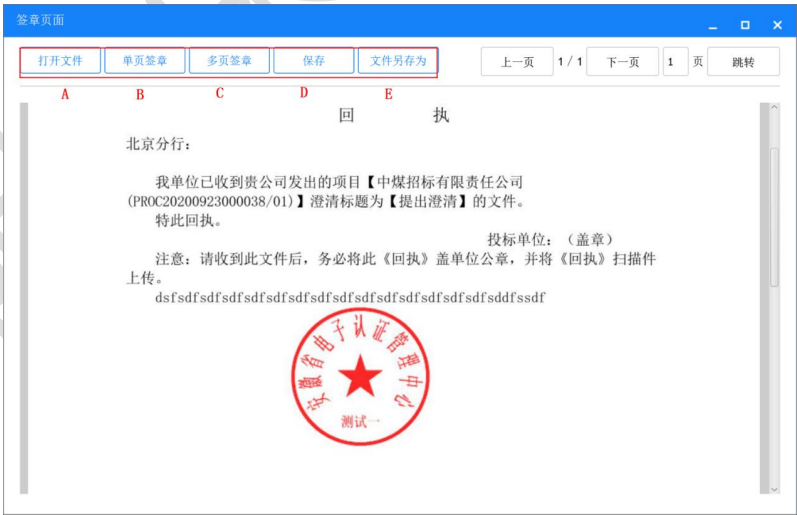 签章页面
打开文件 单页签章 多页签章 保存 文件另存为 上一页 1 / 1 下一页 1 页 跳转
A B C D E
回 执
北京分行：
我单位已收到贵公司发出的项目【中煤招标有限责任公司
(PROC20200923000038/01)】澄清标题为【提出澄清】的文件。
特此回执。
投标单位：（盖章）
注意：请收到此文件后，务必将此《回执》盖单位公章，并将《回执》扫描件
上传。
dsfsdfsdfsdfsdfsdfsdfsdfsdfsdfsdfsdfsdfsdfsdfsddfssdf
安徽省电子认证管理中心
测试一